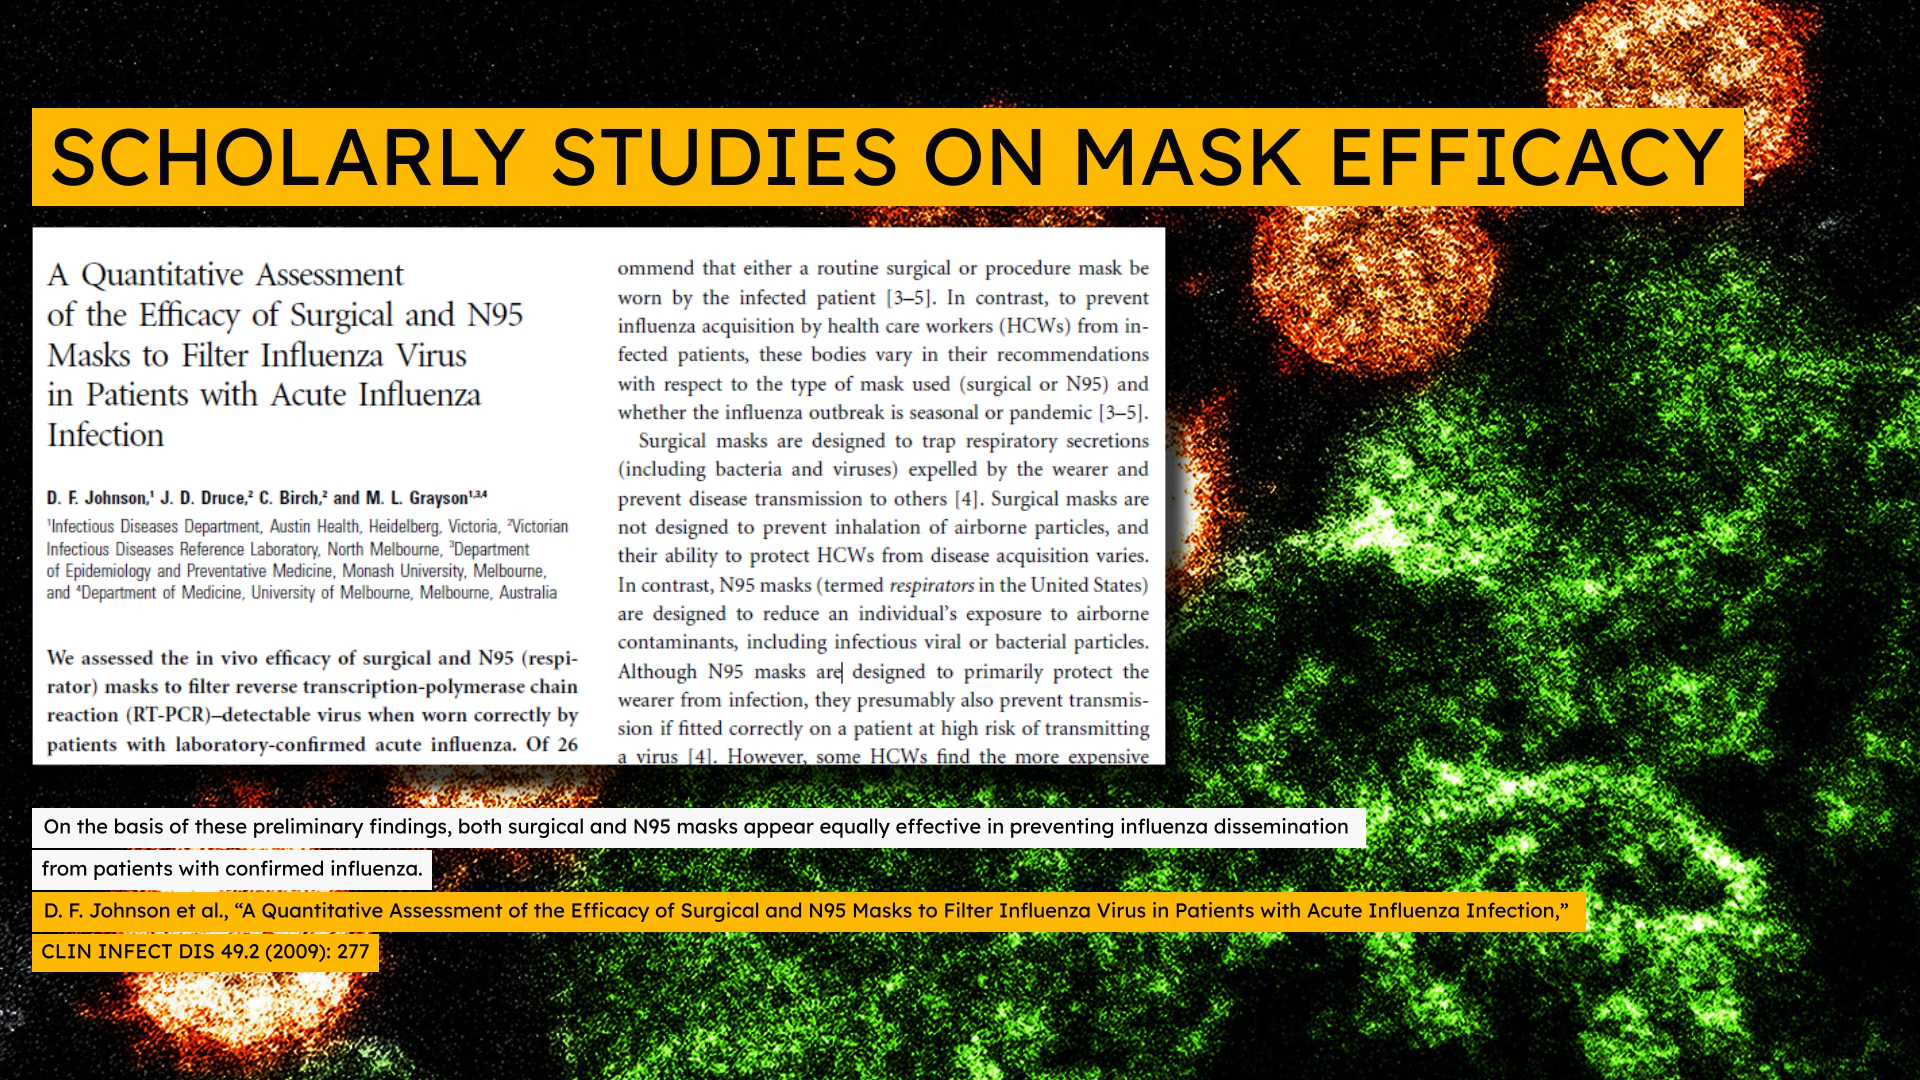 SCHOLARLY STUDIES ON MASK EFFICACY
A Quantitative Assessment
of the Efficacy of Surgical and N95
Masks to Filter Influenza Virus
in Patients with Acute Influenza
Infection
D. F. Johnson,¹ J. D. Druce,² C. Birch,² and M. L. Grayson¹,³,⁴
¹Infectious Diseases Department, Austin Health, Heidelberg, Victoria, ²Victorian
Infectious Diseases Reference Laboratory, North Melbourne, ³Department
of Epidemiology and Preventative Medicine, Monash University, Melbourne,
and ⁴Department of Medicine, University of Melbourne, Melbourne, Australia
We assessed the in vivo efficacy of surgical and N95 (respi-
rator) masks to filter reverse transcription-polymerase chain
reaction (RT-PCR)–detectable virus when worn correctly by
patients with laboratory-confirmed acute influenza. Of 26
ommend that either a routine surgical or procedure mask be
worn by the infected patient [3–5]. In contrast, to prevent
influenza acquisition by health care workers (HCWs) from in-
fected patients, these bodies vary in their recommendations
with respect to the type of mask used (surgical or N95) and
whether the influenza outbreak is seasonal or pandemic [3–5].
Surgical masks are designed to trap respiratory secretions
(including bacteria and viruses) expelled by the wearer and
prevent disease transmission to others [4]. Surgical masks are
not designed to prevent inhalation of airborne particles, and
their ability to protect HCWs from disease acquisition varies.
In contrast, N95 masks (termed respirators in the United States)
are designed to reduce an individual's exposure to airborne
contaminants, including infectious viral or bacterial particles.
Although N95 masks are designed to primarily protect the
wearer from infection, they presumably also prevent transmis-
sion if fitted correctly on a patient at high risk of transmitting
a virus [4]. However, some HCWs find the more expensive
On the basis of these preliminary findings, both surgical and N95 masks appear equally effective in preventing influenza dissemination
from patients with confirmed influenza.
D. F. Johnson et al., “A Quantitative Assessment of the Efficacy of Surgical and N95 Masks to Filter Influenza Virus in Patients with Acute Influenza Infection,”
CLIN INFECT DIS 49.2 (2009): 277